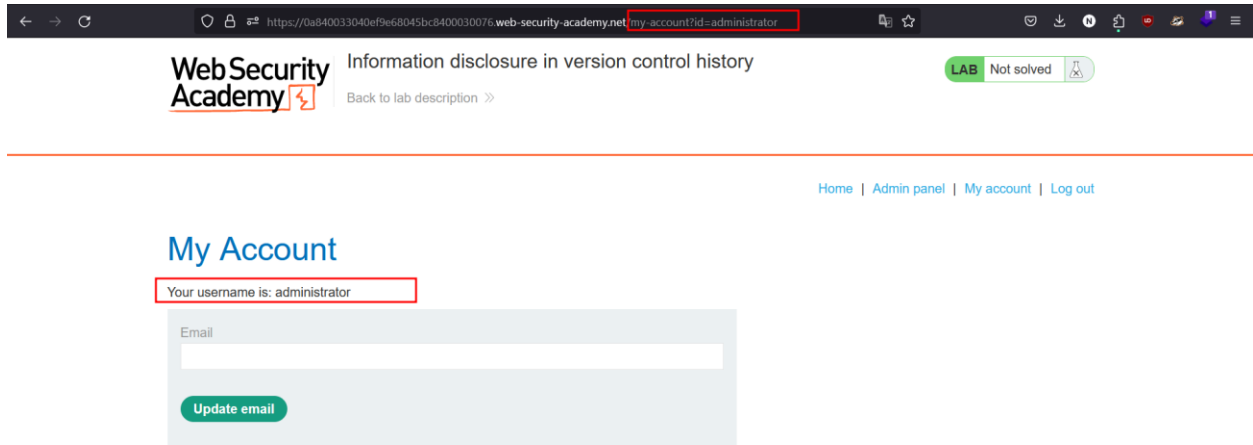 https://0a840033040ef9e68045bc8400030076.web-security-academy.net/my-account?id=administrator
N
1
Web Security
Academy
Information disclosure in version control history
Back to lab description
LAB Not solved
Home | Admin panel | My account | Log out
My Account
Your username is: administrator
Email
Update email